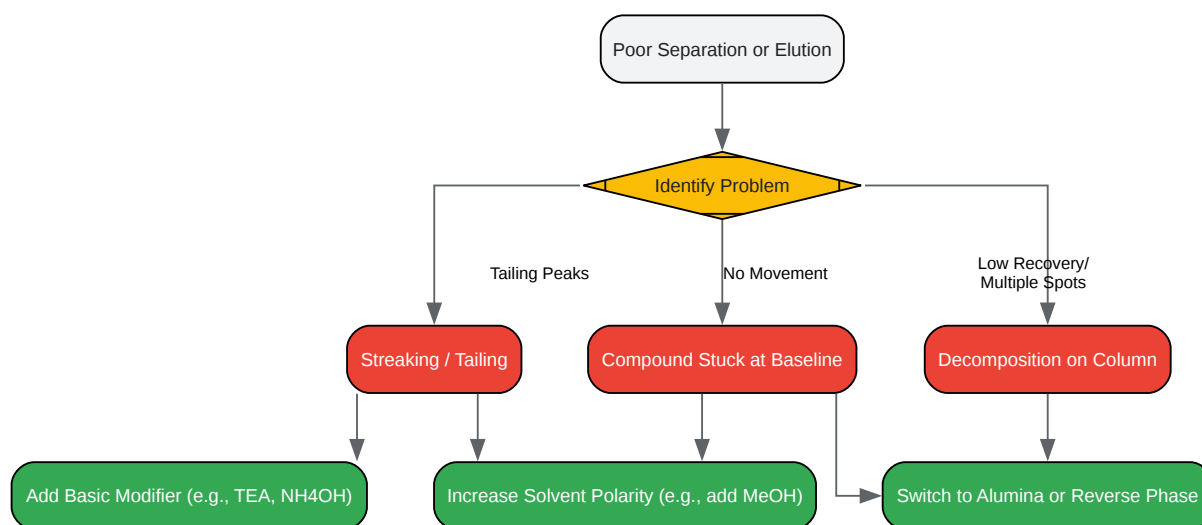 Poor Separation or Elution
Identify Problem
Tailing Peaks
No Movement
Low Recovery/
Multiple Spots
Streaking / Tailing
Compound Stuck at Baseline
Decomposition on Column
Add Basic Modifier (e.g., TEA, NH4OH)
Increase Solvent Polarity (e.g., add MeOH)
Switch to Alumina or Reverse Phase